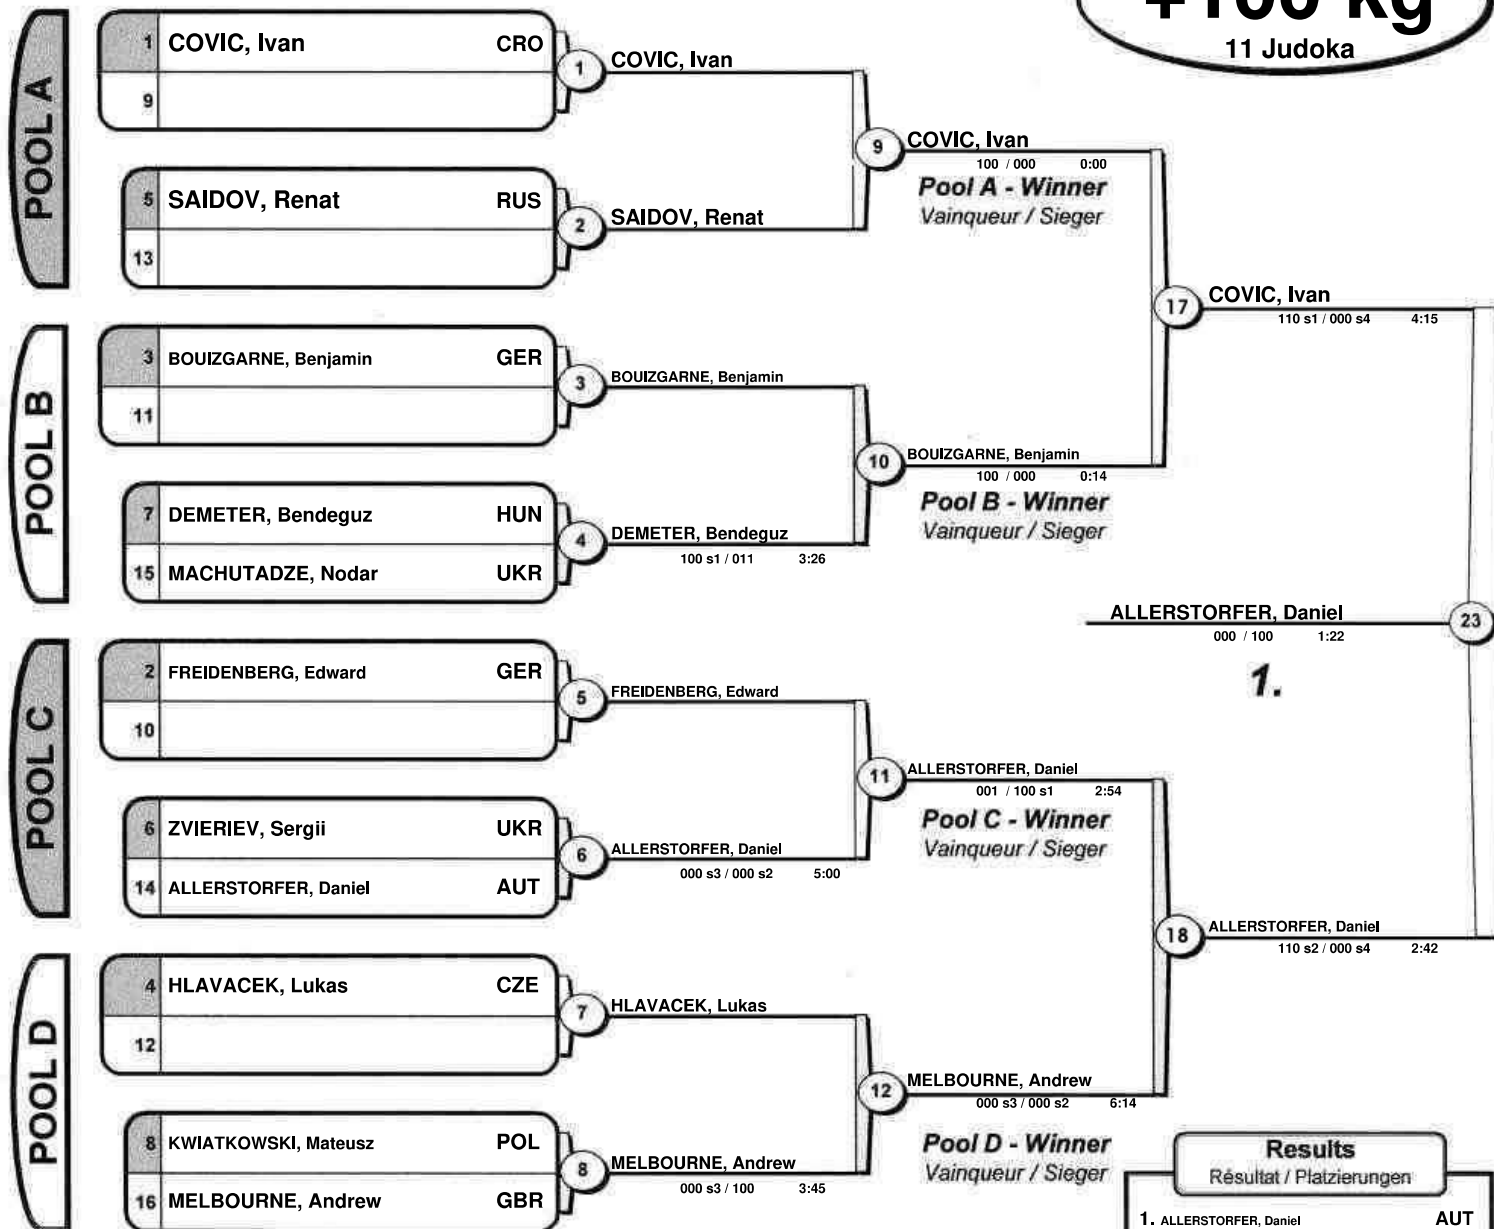 +100 kg
11 Judoka
POOL A
1 COVIC, Ivan CRO
9
1 COVIC, Ivan
5 SAIDOV, Renat RUS
13
2 SAIDOV, Renat
9 COVIC, Ivan
100 / 000 0:00
Pool A - Winner
Vainqueur / Sieger
POOL B
3 BOUIZGARNE, Benjamin GER
11
3 BOUIZGARNE, Benjamin
7 DEMETER, Bendeguz HUN
15 MACHUTADZE, Nodar UKR
4 DEMETER, Bendeguz
100 s1 / 011 3:26
10 BOUIZGARNE, Benjamin
100 / 000 0:14
Pool B - Winner
Vainqueur / Sieger
17 COVIC, Ivan
110 s1 / 000 s4 4:15
ALLERSTORFER, Daniel 23
000 / 100 1:22
1.
POOL C
2 FREIDENBERG, Edward GER
10
5 FREIDENBERG, Edward
6 ZVIERIEV, Sergii UKR
14 ALLERSTORFER, Daniel AUT
6 ALLERSTORFER, Daniel
000 s3 / 000 s2 5:00
11 ALLERSTORFER, Daniel
001 / 100 s1 2:54
Pool C - Winner
Vainqueur / Sieger
POOL D
4 HLAVACEK, Lukas CZE
12
7 HLAVACEK, Lukas
8 KWIATKOWSKI, Mateusz POL
16 MELBOURNE, Andrew GBR
8 MELBOURNE, Andrew
000 s3 / 100 3:45
12 MELBOURNE, Andrew
000 s3 / 000 s2 6:14
Pool D - Winner
Vainqueur / Sieger
18 ALLERSTORFER, Daniel
110 s2 / 000 s4 2:42
Results
Résultat / Platzierungen
1. ALLERSTORFER, Daniel AUT